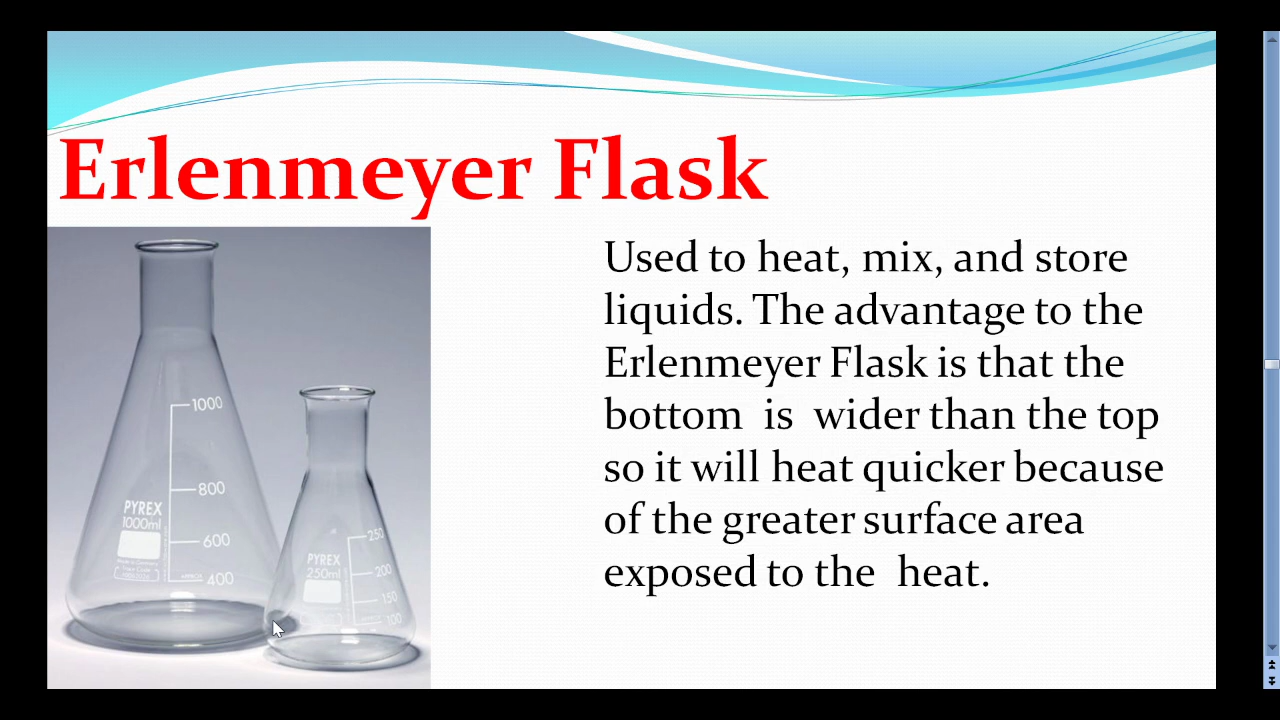 Erlenmeyer Flask
Used to heat, mix, and store
liquids. The advantage to the
Erlenmeyer Flask is that the
bottom is wider than the top
so it will heat quicker because
of the greater surface area
exposed to the heat.
1000
800
PYREX
1000ml
600
400
250
PYREX
250ml
200
150
100